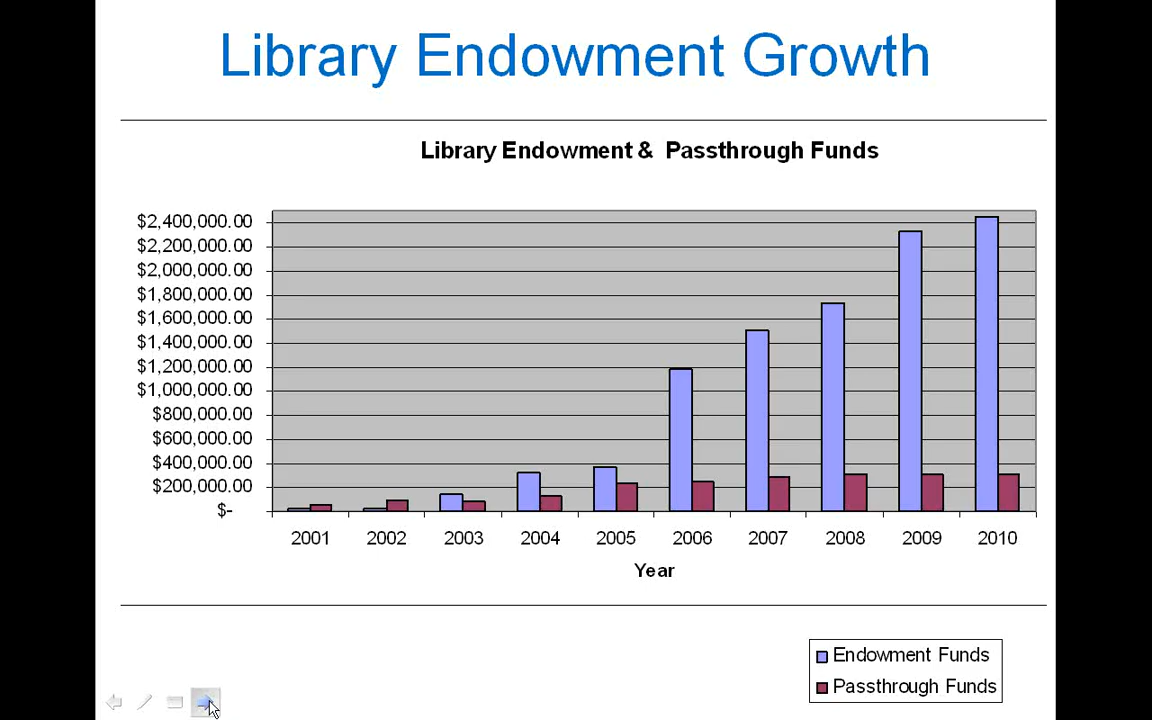 Library Endowment Growth
Library Endowment & Passthrough Funds
$2,400,000.00
$2,200,000.00
$2,000,000.00
$1,800,000.00
$1,600,000.00
$1,400,000.00
$1,200,000.00
$1,000,000.00
$800,000.00
$600,000.00
$400,000.00
$200,000.00
$-
2001 2002 2003 2004 2005 2006 2007 2008 2009 2010
Year
Endowment Funds
Passthrough Funds